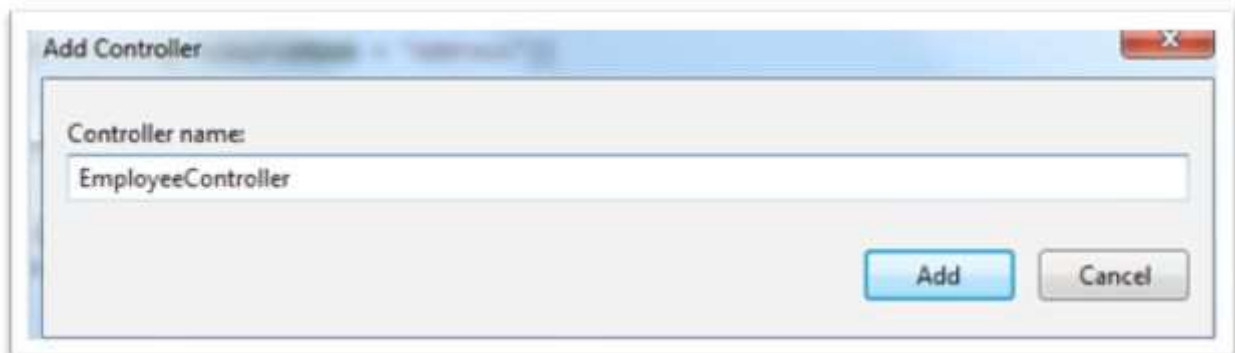 Add Controller
Controller name:
EmployeeController
Add
Cancel